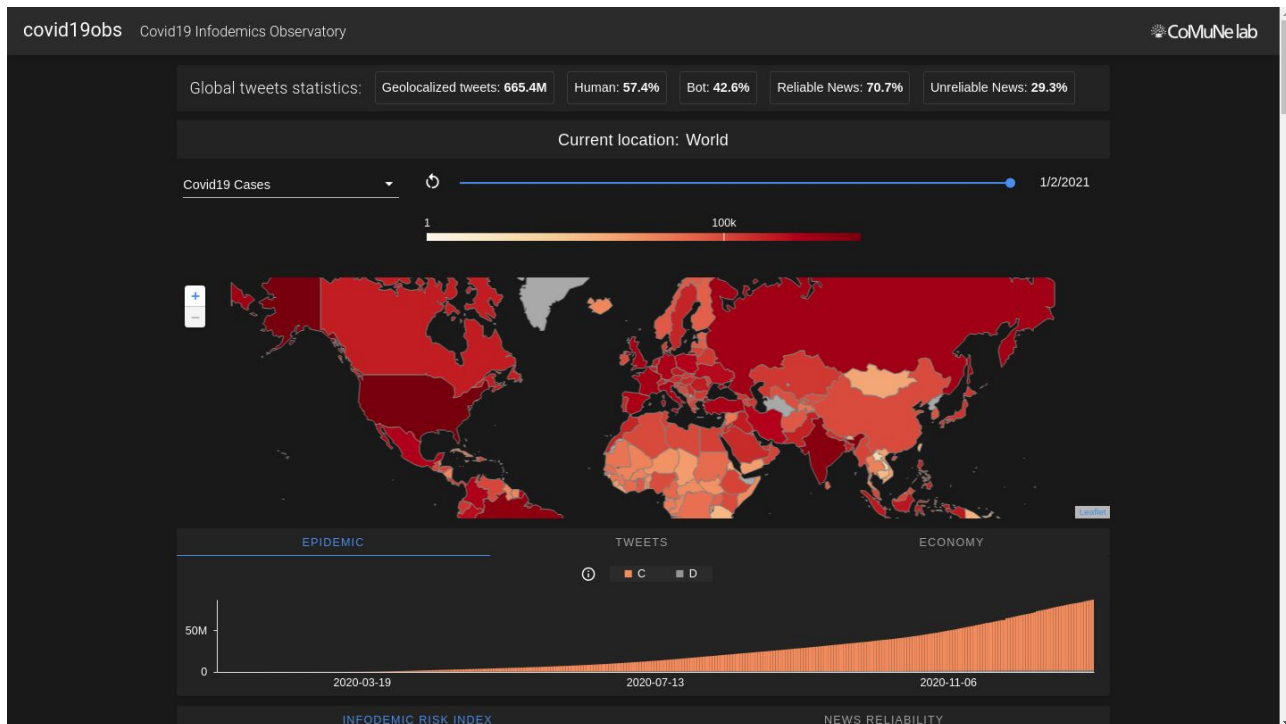 covid19obs Covid19 Infodemics Observatory CoMuNe lab
Global tweets statistics: Geolocalized tweets: 665.4M Human: 57.4% Bot: 42.6% Reliable News: 70.7% Unreliable News: 29.3%
Current location: World
Covid19 Cases 1/2/2021
1 100k
+
−
Leaflet
EPIDEMIC TWEETS ECONOMY
C D
50M
0
2020-03-19 2020-07-13 2020-11-06
INFODEMIC RISK INDEX NEWS RELIABILITY